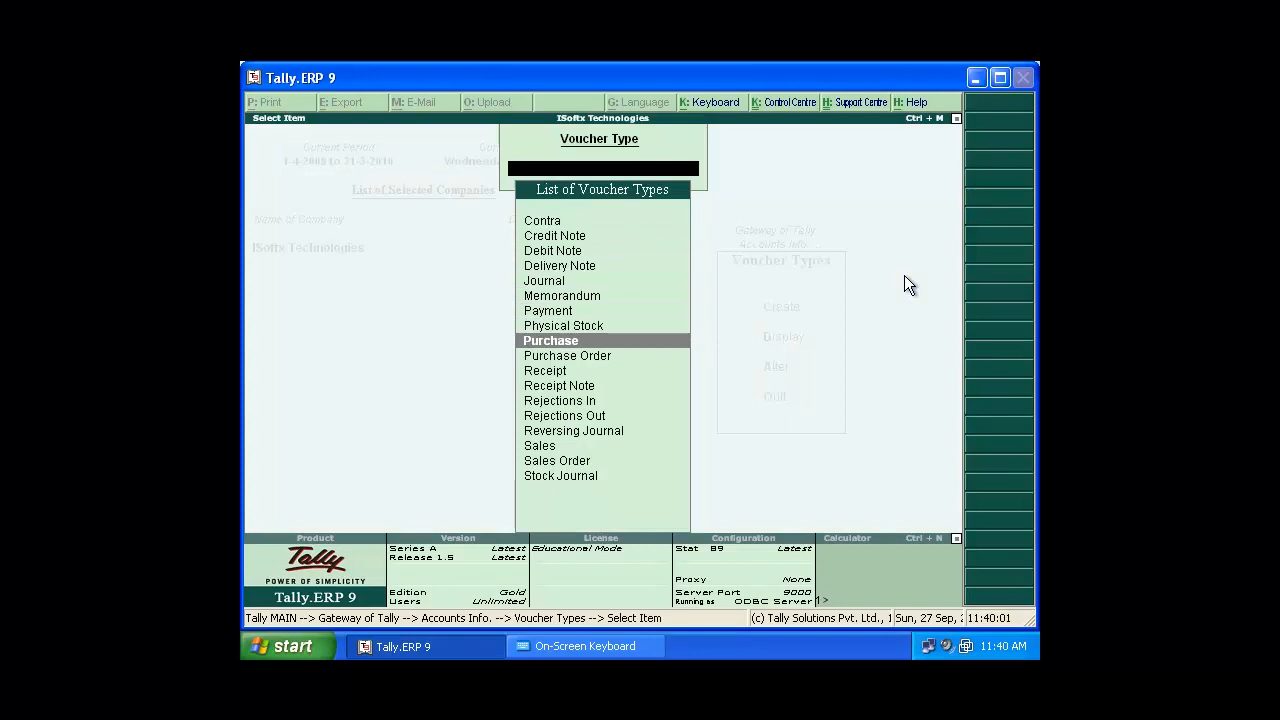 Tally.ERP 9
P: Print E: Export M: E-Mail O: Upload G: Language K: Keyboard K: Control Centre H: Support Centre H: Help
Select Item ISoftx Technologies Ctrl + M
Voucher Type
Current Period
1-4-2008 to 31-3-2010
List of Selected Companies
Name of Company
ISoftx Technologies
List of Voucher Types
Contra
Credit Note
Debit Note
Delivery Note
Journal
Memorandum
Payment
Physical Stock
Purchase
Purchase Order
Receipt
Receipt Note
Rejections In
Rejections Out
Reversing Journal
Sales
Sales Order
Stock Journal
Gateway of Tally
Accounts Info. ...
Voucher Types
Create
Display
Alter
Quit
Product Version License Configuration Calculator Ctrl + N
Tally
POWER OF SIMPLICITY
Tally.ERP 9
Series A Latest
Release 1.5 Latest
Edition Gold
Users Unlimited
Educational Mode
Stat 89 Latest
Proxy None
Server Port 9000
Running as ODBC Server
1>
Tally MAIN --> Gateway of Tally --> Accounts Info. --> Voucher Types --> Select Item (c) Tally Solutions Pvt. Ltd., 1 Sun, 27 Sep, 11:40:01
start Tally.ERP 9 On-Screen Keyboard 11:40 AM